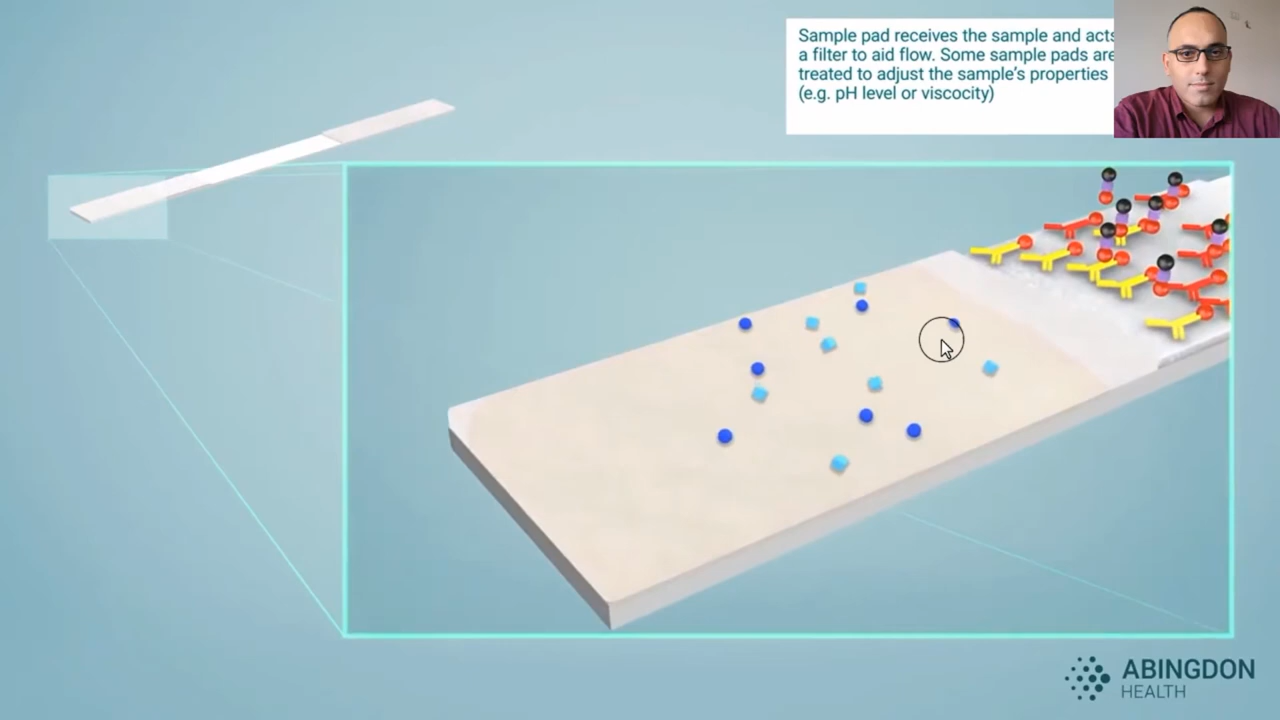 Sample pad receives the sample and acts
a filter to aid flow. Some sample pads are
treated to adjust the sample's properties
(e.g. pH level or viscocity)
ABINGDON
HEALTH